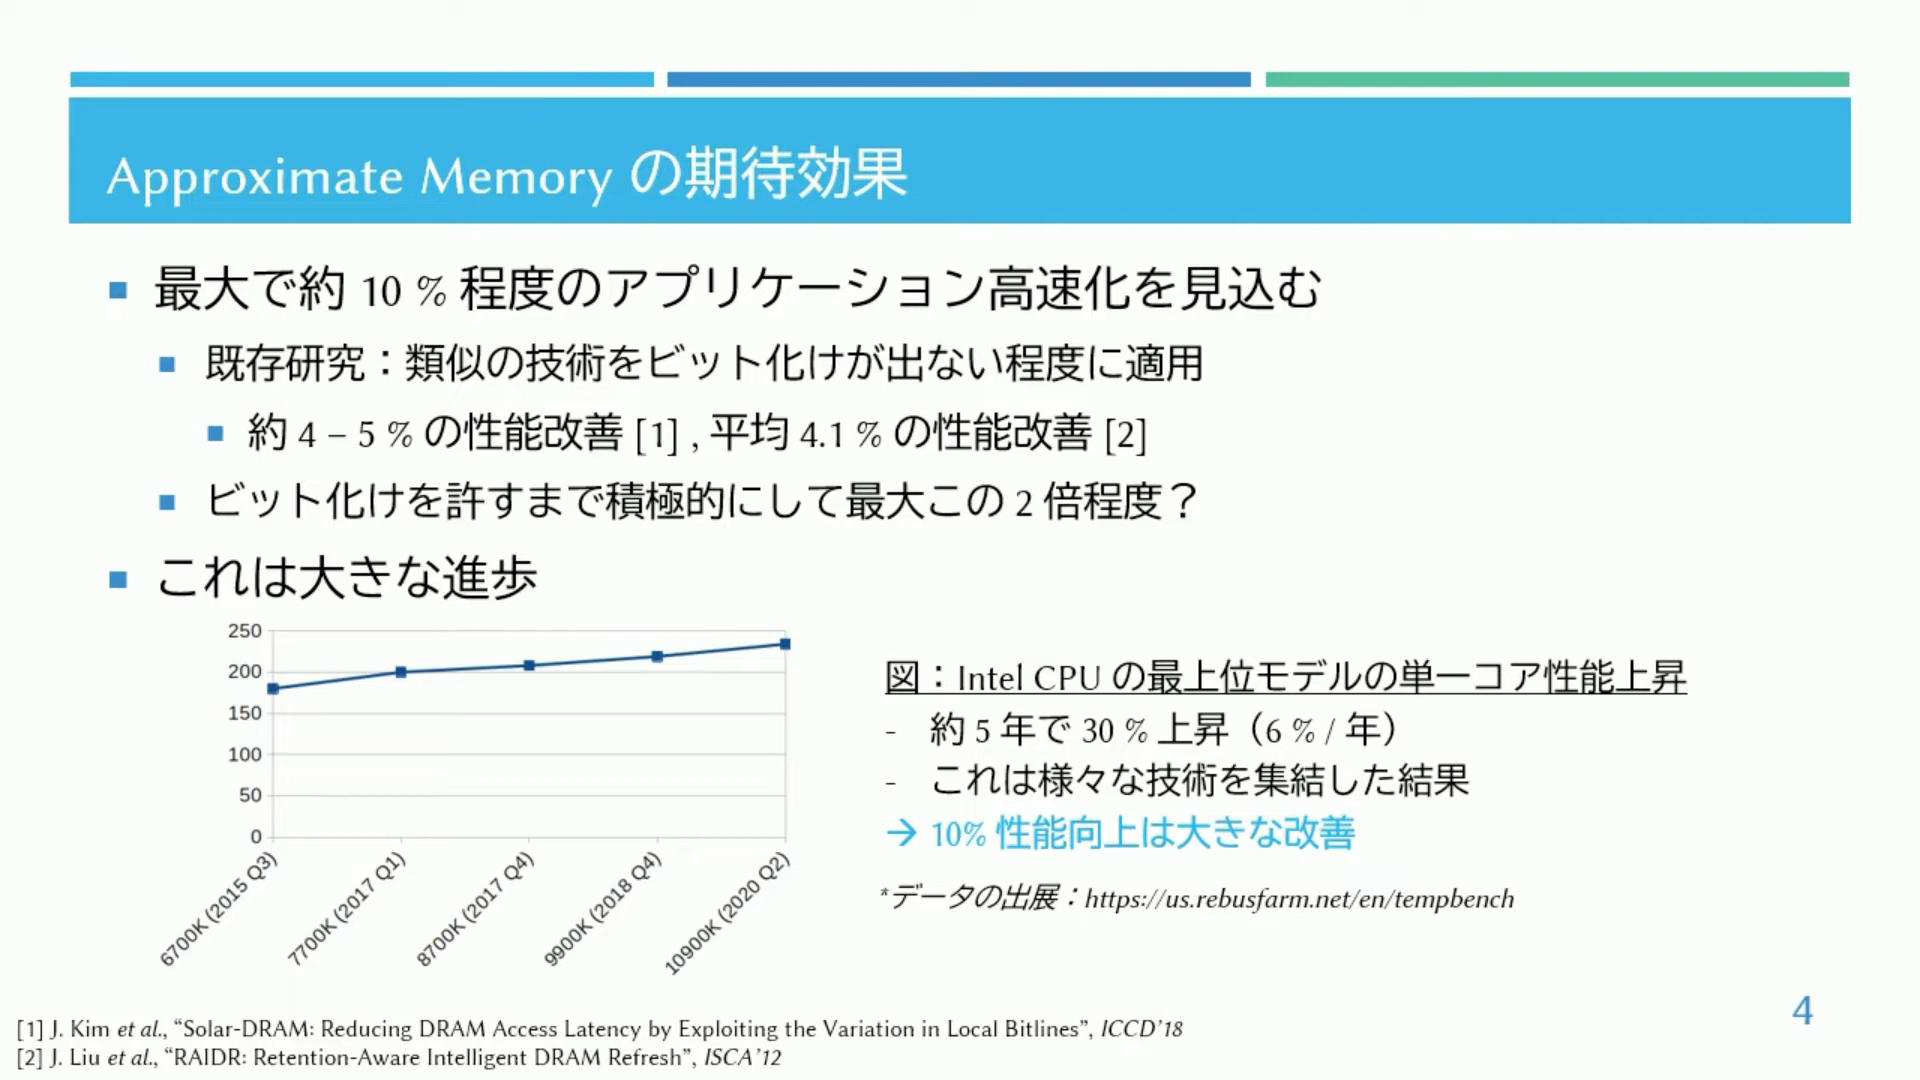 Approximate Memory の期待効果
最大で約 10 % 程度のアプリケーション高速化を見込む
既存研究：類似の技術をビット化けが出ない程度に適用
約 4 – 5 % の性能改善 [1] , 平均 4.1 % の性能改善 [2]
ビット化けを許すまで積極的にして最大この 2 倍程度？
これは大きな進歩
250
200
150
100
50
0
6700K (2015 Q3)
7700K (2017 Q1)
8700K (2017 Q4)
9900K (2018 Q4)
10900K (2020 Q2)
図：Intel CPU の最上位モデルの単一コア性能上昇
- 約 5 年で 30 % 上昇（6 % / 年）
- これは様々な技術を集結した結果
→ 10% 性能向上は大きな改善
*データの出展：https://us.rebusfarm.net/en/tempbench
4
[1] J. Kim et al., “Solar-DRAM: Reducing DRAM Access Latency by Exploiting the Variation in Local Bitlines”, ICCD’18
[2] J. Liu et al., “RAIDR: Retention-Aware Intelligent DRAM Refresh”, ISCA’12